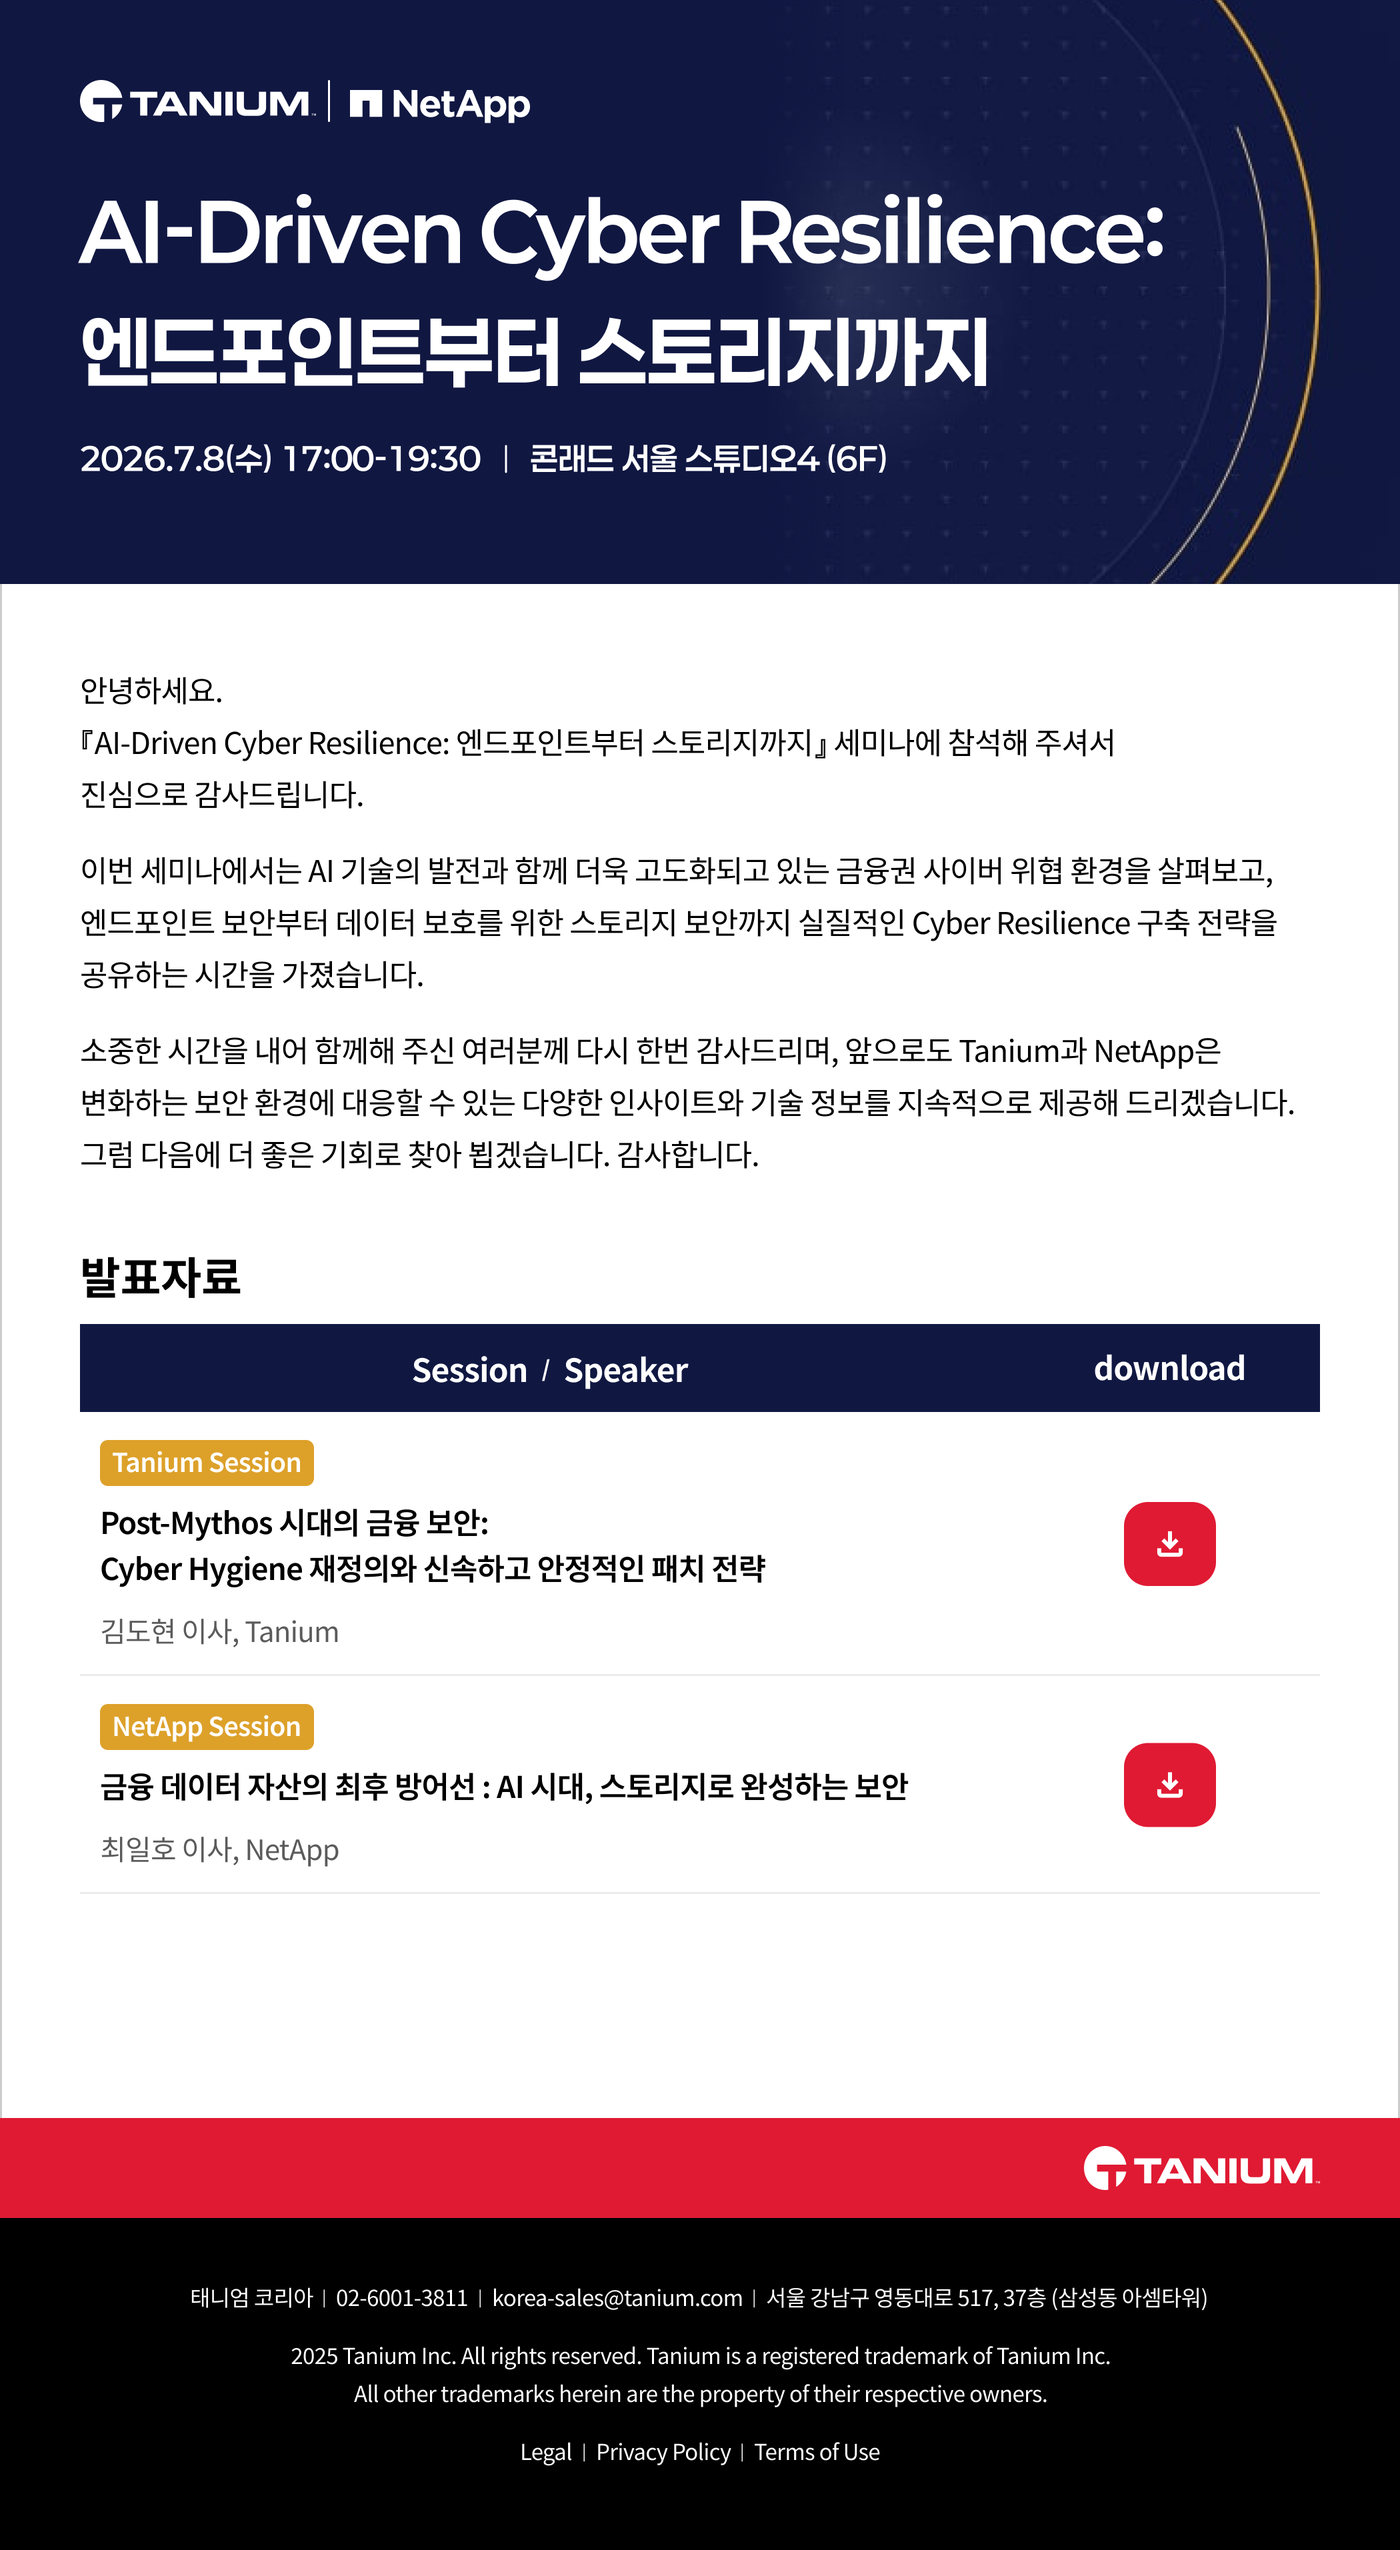 TANIUM | NetApp
AI-Driven Cyber Resilience:
엔드포인트부터 스토리지까지
2026.7.8(수) 17:00-19:30 | 콘래드 서울 스튜디오4 (6F)
안녕하세요.
『AI-Driven Cyber Resilience: 엔드포인트부터 스토리지까지』 세미나에 참석해 주셔서
진심으로 감사드립니다.
이번 세미나에서는 AI 기술의 발전과 함께 더욱 고도화되고 있는 금융권 사이버 위협 환경을 살펴보고,
엔드포인트 보안부터 데이터 보호를 위한 스토리지 보안까지 실질적인 Cyber Resilience 구축 전략을
공유하는 시간을 가졌습니다.
소중한 시간을 내어 함께해 주신 여러분께 다시 한번 감사드리며, 앞으로도 Tanium과 NetApp은
변화하는 보안 환경에 대응할 수 있는 다양한 인사이트와 기술 정보를 지속적으로 제공해 드리겠습니다.
그럼 다음에 더 좋은 기회로 찾아 뵙겠습니다. 감사합니다.
발표자료
Session / Speaker download
Tanium Session
Post-Mythos 시대의 금융 보안:
Cyber Hygiene 재정의와 신속하고 안정적인 패치 전략
김도현 이사, Tanium
NetApp Session
금융 데이터 자산의 최후 방어선 : AI 시대, 스토리지로 완성하는 보안
최일호 이사, NetApp
TANIUM
태니엄 코리아 | 02-6001-3811 | korea-sales@tanium.com | 서울 강남구 영동대로 517, 37층 (삼성동 아셈타워)
2025 Tanium Inc. All rights reserved. Tanium is a registered trademark of Tanium Inc.
All other trademarks herein are the property of their respective owners.
Legal | Privacy Policy | Terms of Use